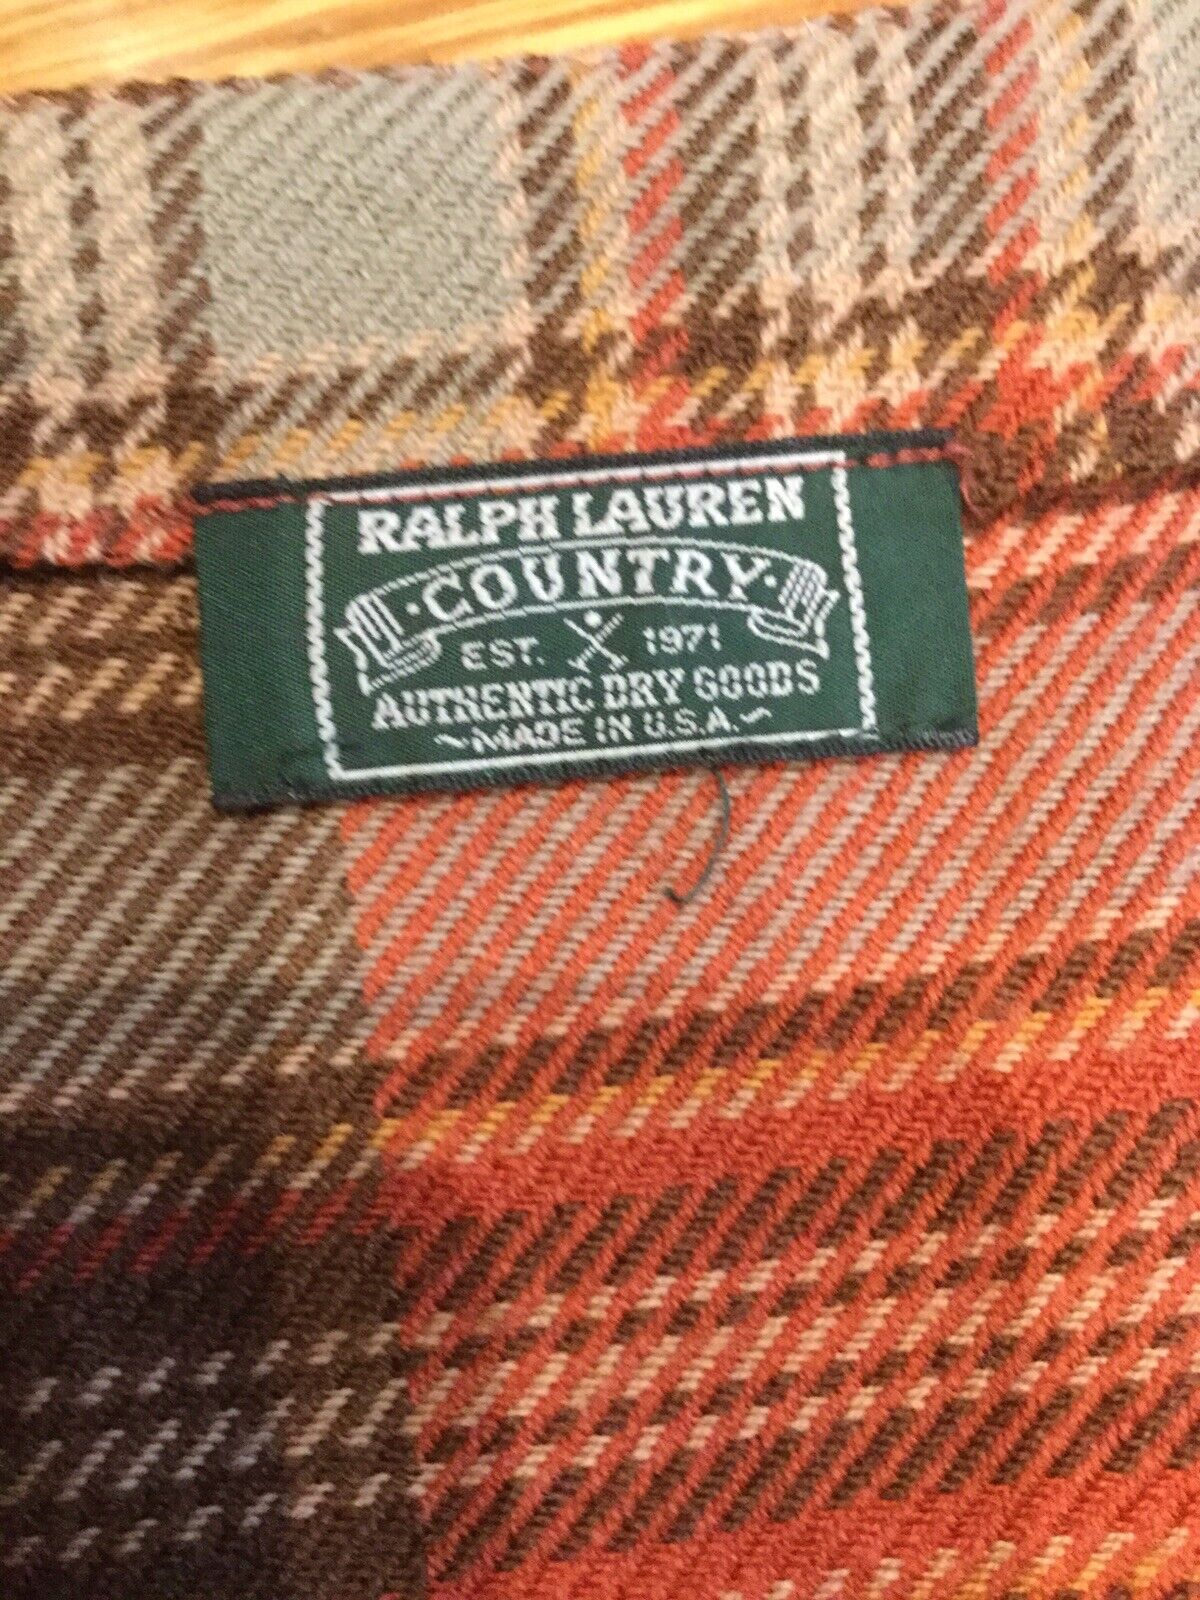 RALPH LAUREN
·COUNTRY·
EST. 1971
AUTHENTIC DRY GOODS
~MADE IN U.S.A.~